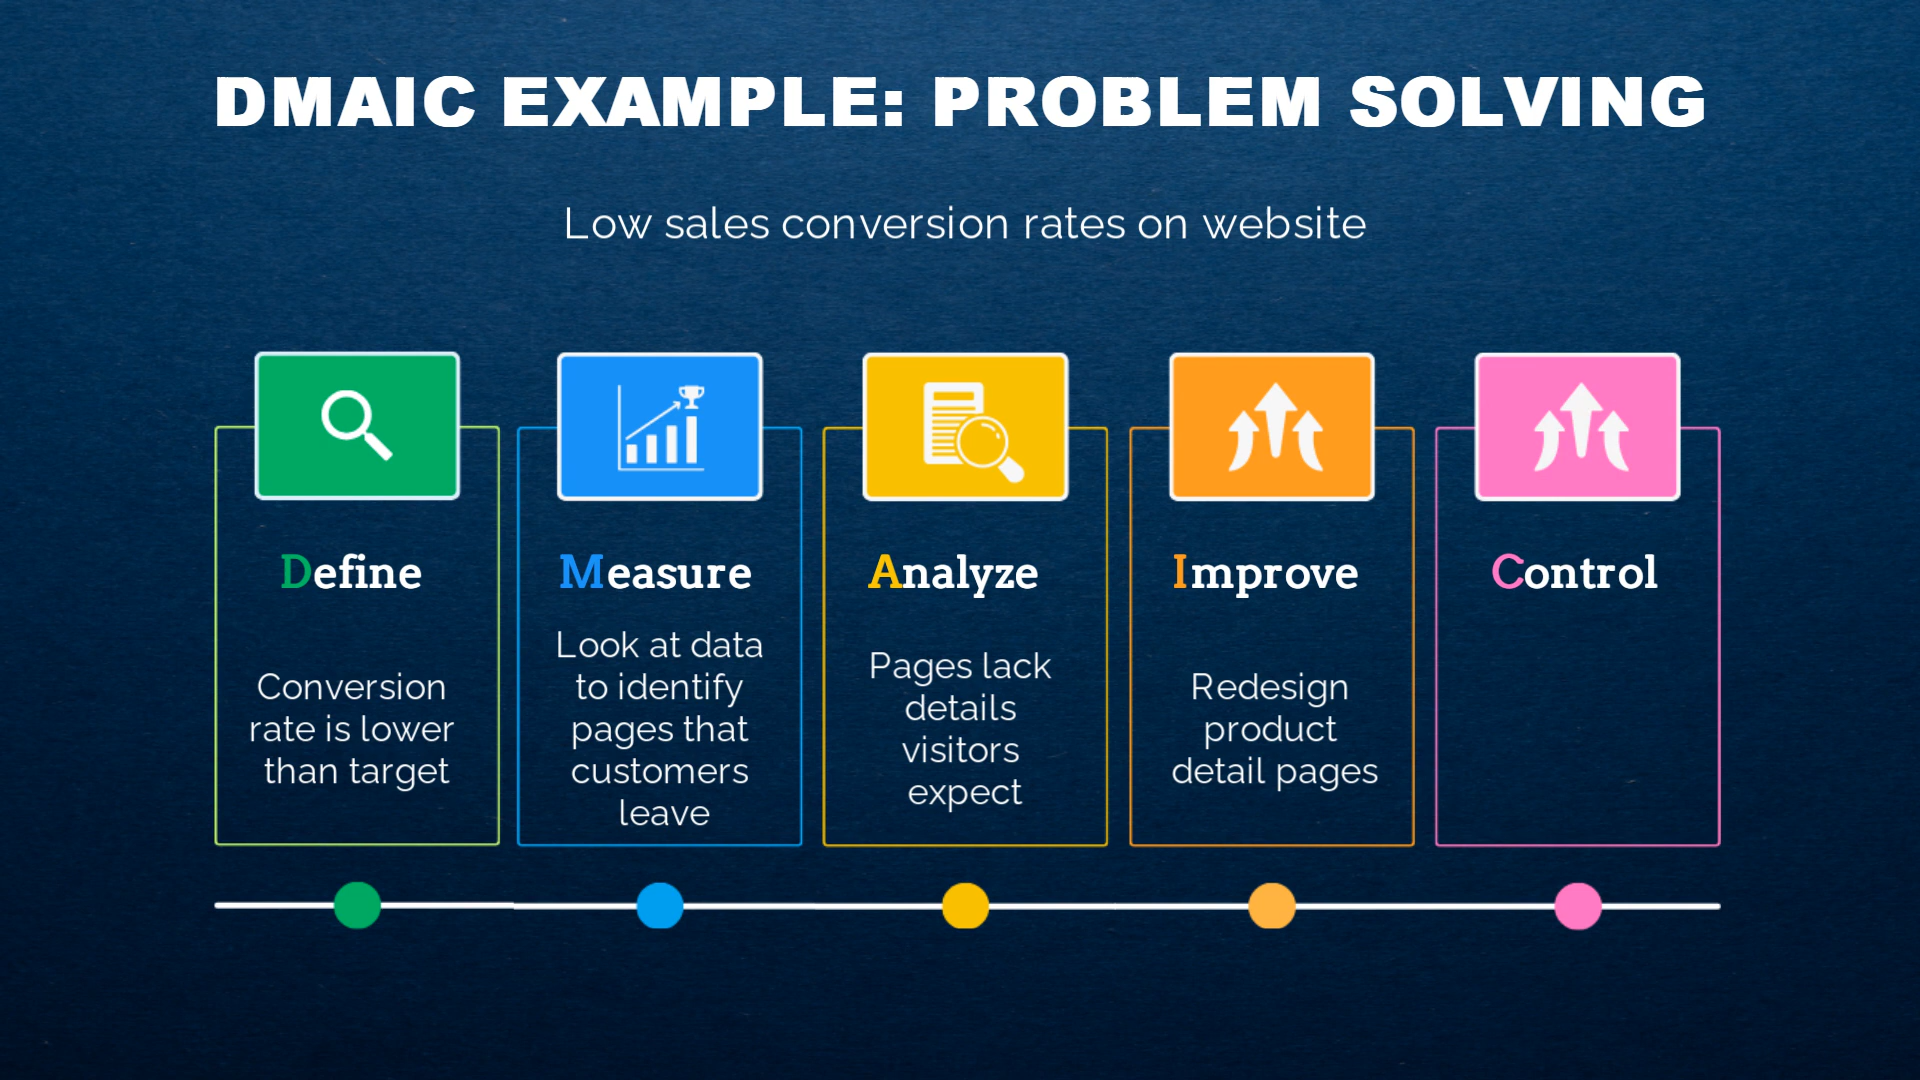 DMAIC EXAMPLE: PROBLEM SOLVING
Low sales conversion rates on website
Define
Conversion
rate is lower
than target
Measure
Look at data
to identify
pages that
customers
leave
Analyze
Pages lack
details
visitors
expect
Improve
Redesign
product
detail pages
Control